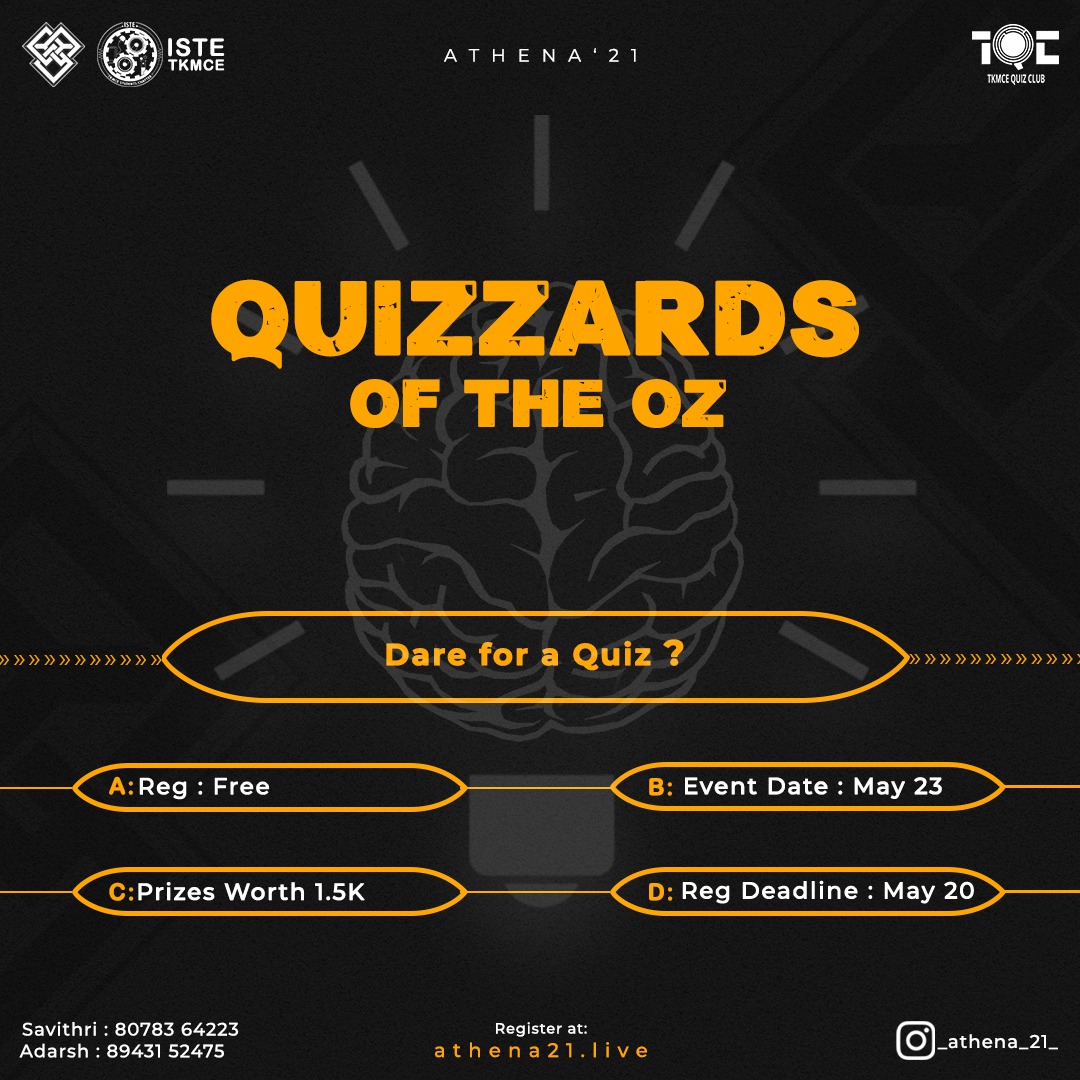 ISTE
TKMCE
ATHENA‘21
TQC
TKMCE QUIZ CLUB
QUIZZARDS
OF THE OZ
Dare for a Quiz ?
A: Reg : Free
B: Event Date : May 23
C: Prizes Worth 1.5K
D: Reg Deadline : May 20
Savithri : 80783 64223
Adarsh : 89431 52475
Register at:
athena21.live
_athena_21_